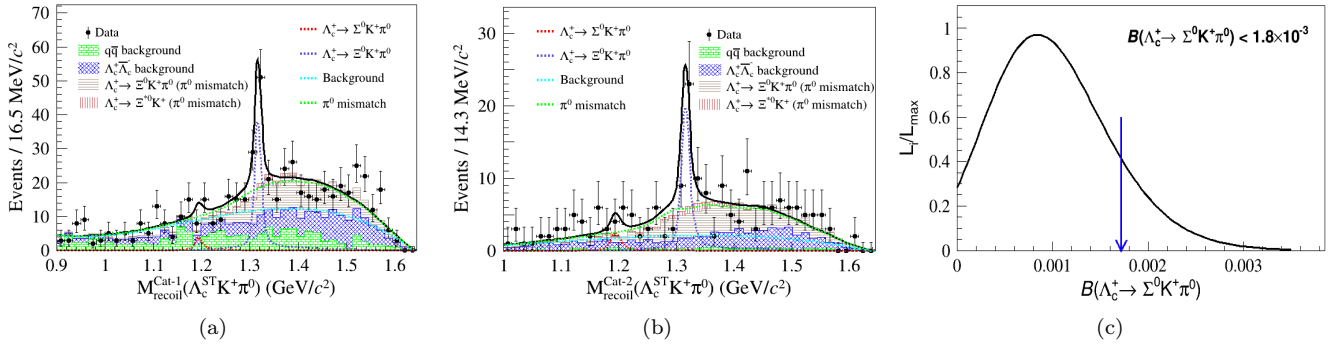 Events / 16.5 MeV/c²
60
50
40
30
20
10
0
Data
qq̅ background
Λc⁺Λ̅c⁻ background
Λc⁺→ Ξ⁰K⁺π⁰ (π⁰ mismatch)
Λc⁺→ Ξ*⁰K⁺ (π⁰ mismatch)
Λc⁺→ Σ⁰K⁺π⁰
Λc⁺→ Ξ⁰K⁺π⁰
Background
π⁰ mismatch
0.9 1 1.1 1.2 1.3 1.4 1.5 1.6
M recoil Cat-1 (Λc ST K⁺π⁰) (GeV/c²)
(a)
Events / 14.3 MeV/c²
30
20
10
0
Data
qq̅ background
Λc⁺Λ̅c⁻ background
Λc⁺→ Ξ⁰K⁺π⁰ (π⁰ mismatch)
Λc⁺→ Ξ*⁰K⁺ (π⁰ mismatch)
Λc⁺→ Σ⁰K⁺π⁰
Λc⁺→ Ξ⁰K⁺π⁰
Background
π⁰ mismatch
1 1.1 1.2 1.3 1.4 1.5 1.6
M recoil Cat-2 (Λc ST K⁺π⁰) (GeV/c²)
(b)
Li/Lmax
1
0.8
0.6
0.4
0.2
0
B(Λc⁺→ Σ⁰K⁺π⁰) < 1.8×10⁻³
0 0.001 0.002 0.003
B(Λc⁺→ Σ⁰K⁺π⁰)
(c)